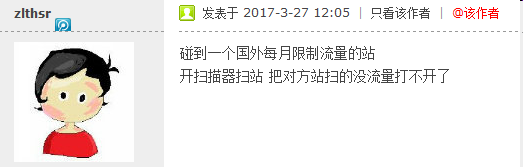 zlthsr
发表于 2017-3-27 12:05 | 只看该作者 | @该作者
碰到一个国外每月限制流量的站
开扫描器扫站 把对方站扫的没流量打不开了